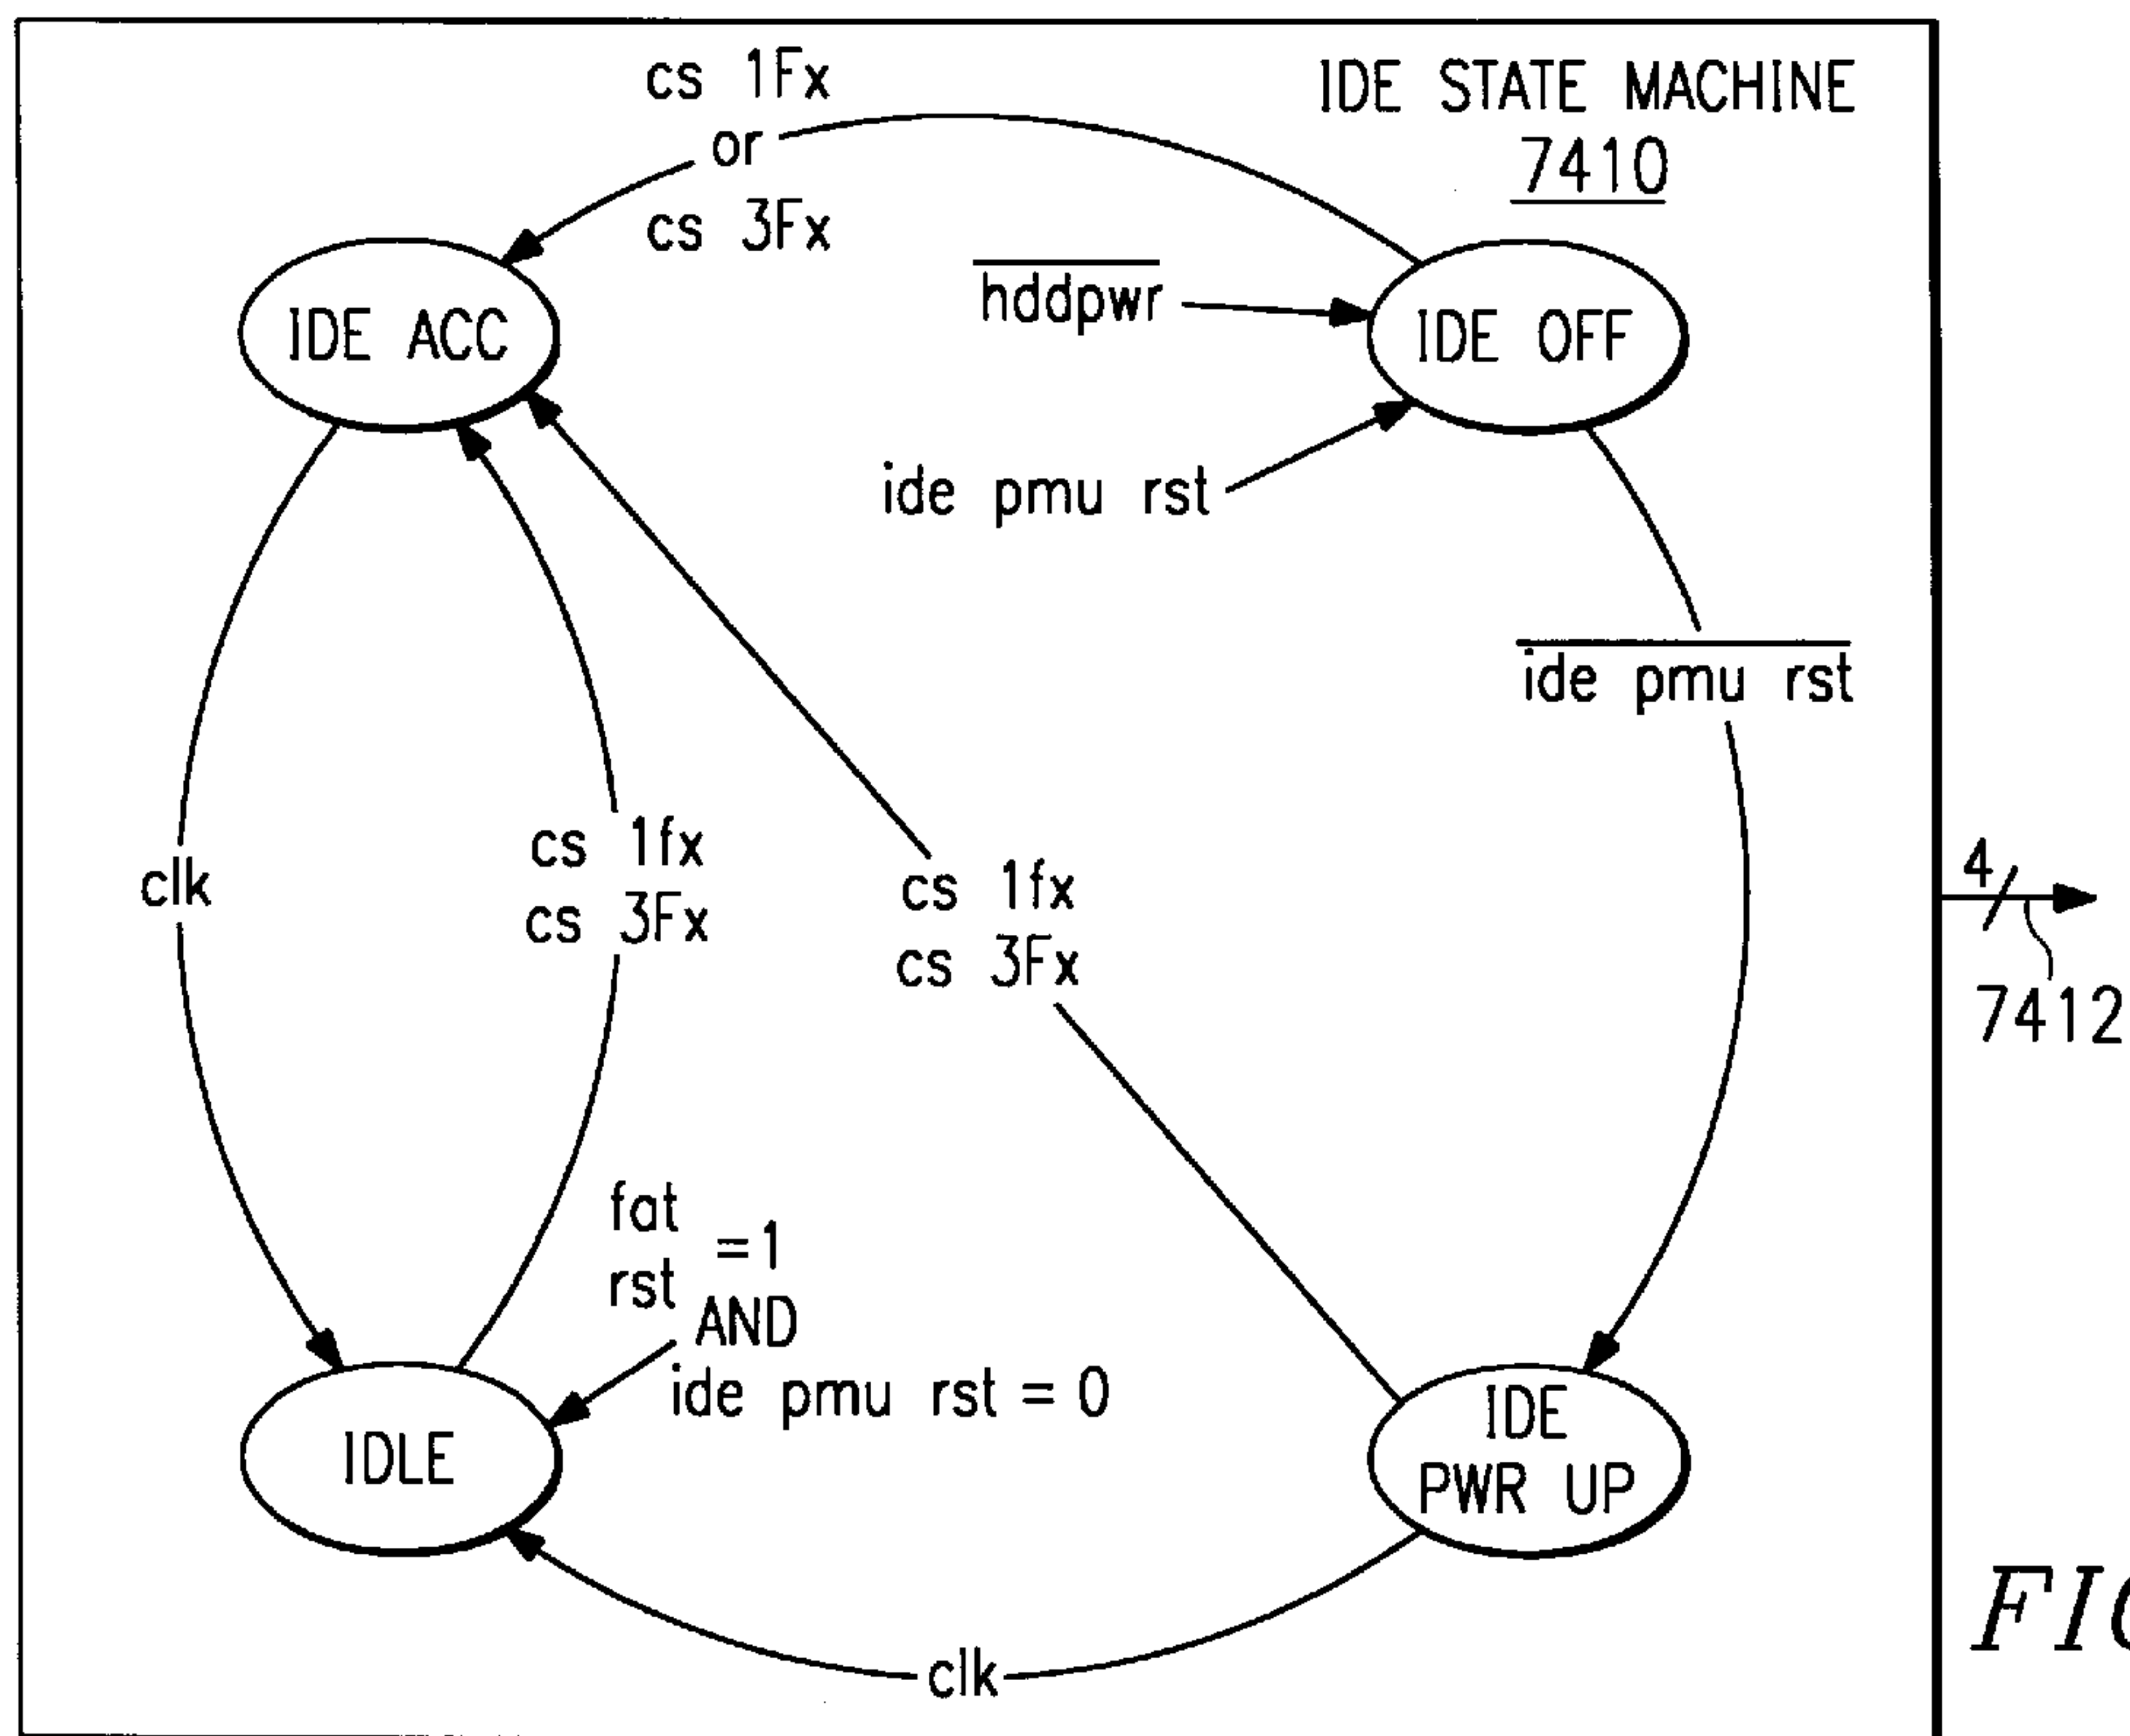 cs 1Fx
or
cs 3Fx
IDE STATE MACHINE
7410
IDE ACC
hddpwr
IDE OFF
ide pmu rst
ide pmu rst
clk
cs 1fx
cs 3Fx
cs 1fx
cs 3Fx
4
7412
fat
rst =1
AND
ide pmu rst = 0
IDLE
IDE
PWR UP
clk